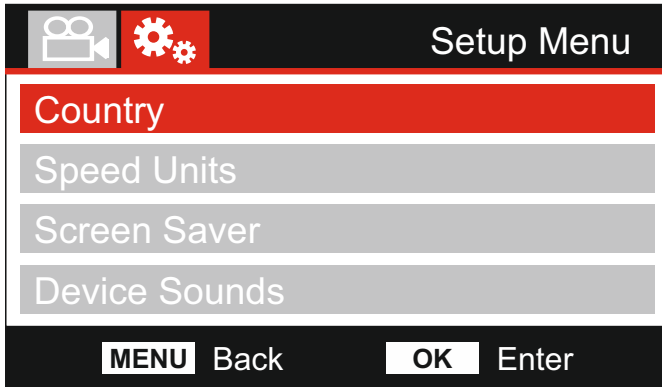 Setup Menu
Country
Speed Units
Screen Saver
Device Sounds
MENU Back OK Enter